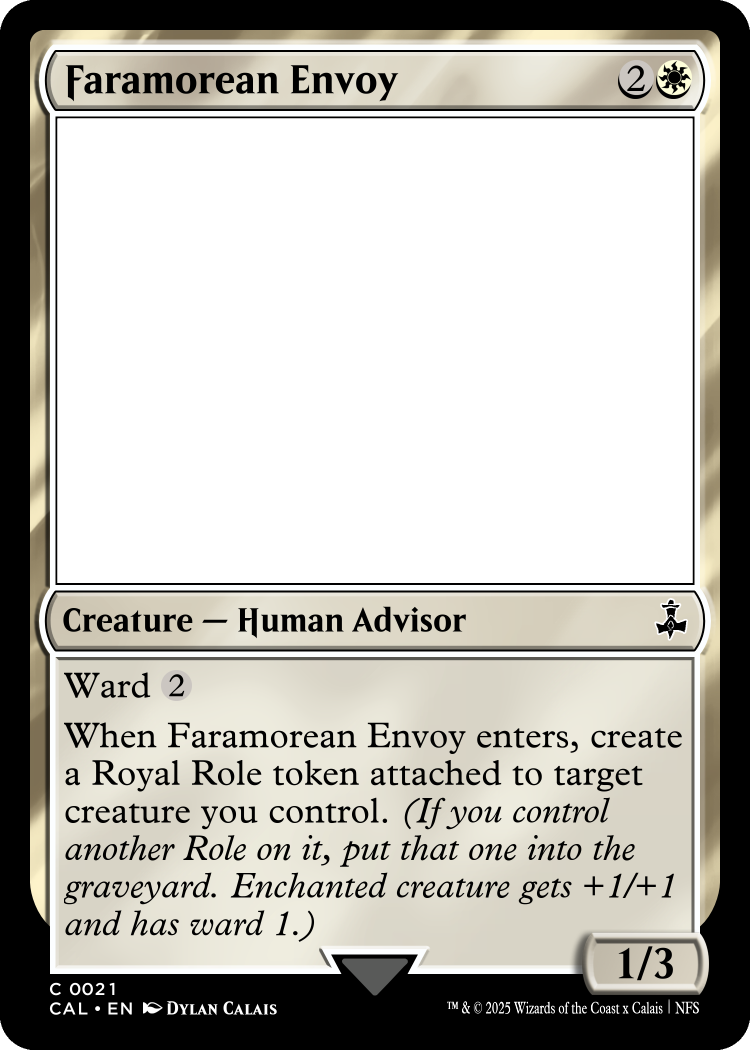 Faramorean Envoy 2
Creature — Human Advisor
Ward 2
When Faramorean Envoy enters, create
a Royal Role token attached to target
creature you control. (If you control
another Role on it, put that one into the
graveyard. Enchanted creature gets +1/+1
and has ward 1.)
1/3
C 0021
CAL • EN Dylan Calais
™ & © 2025 Wizards of the Coast x Calais | NFS